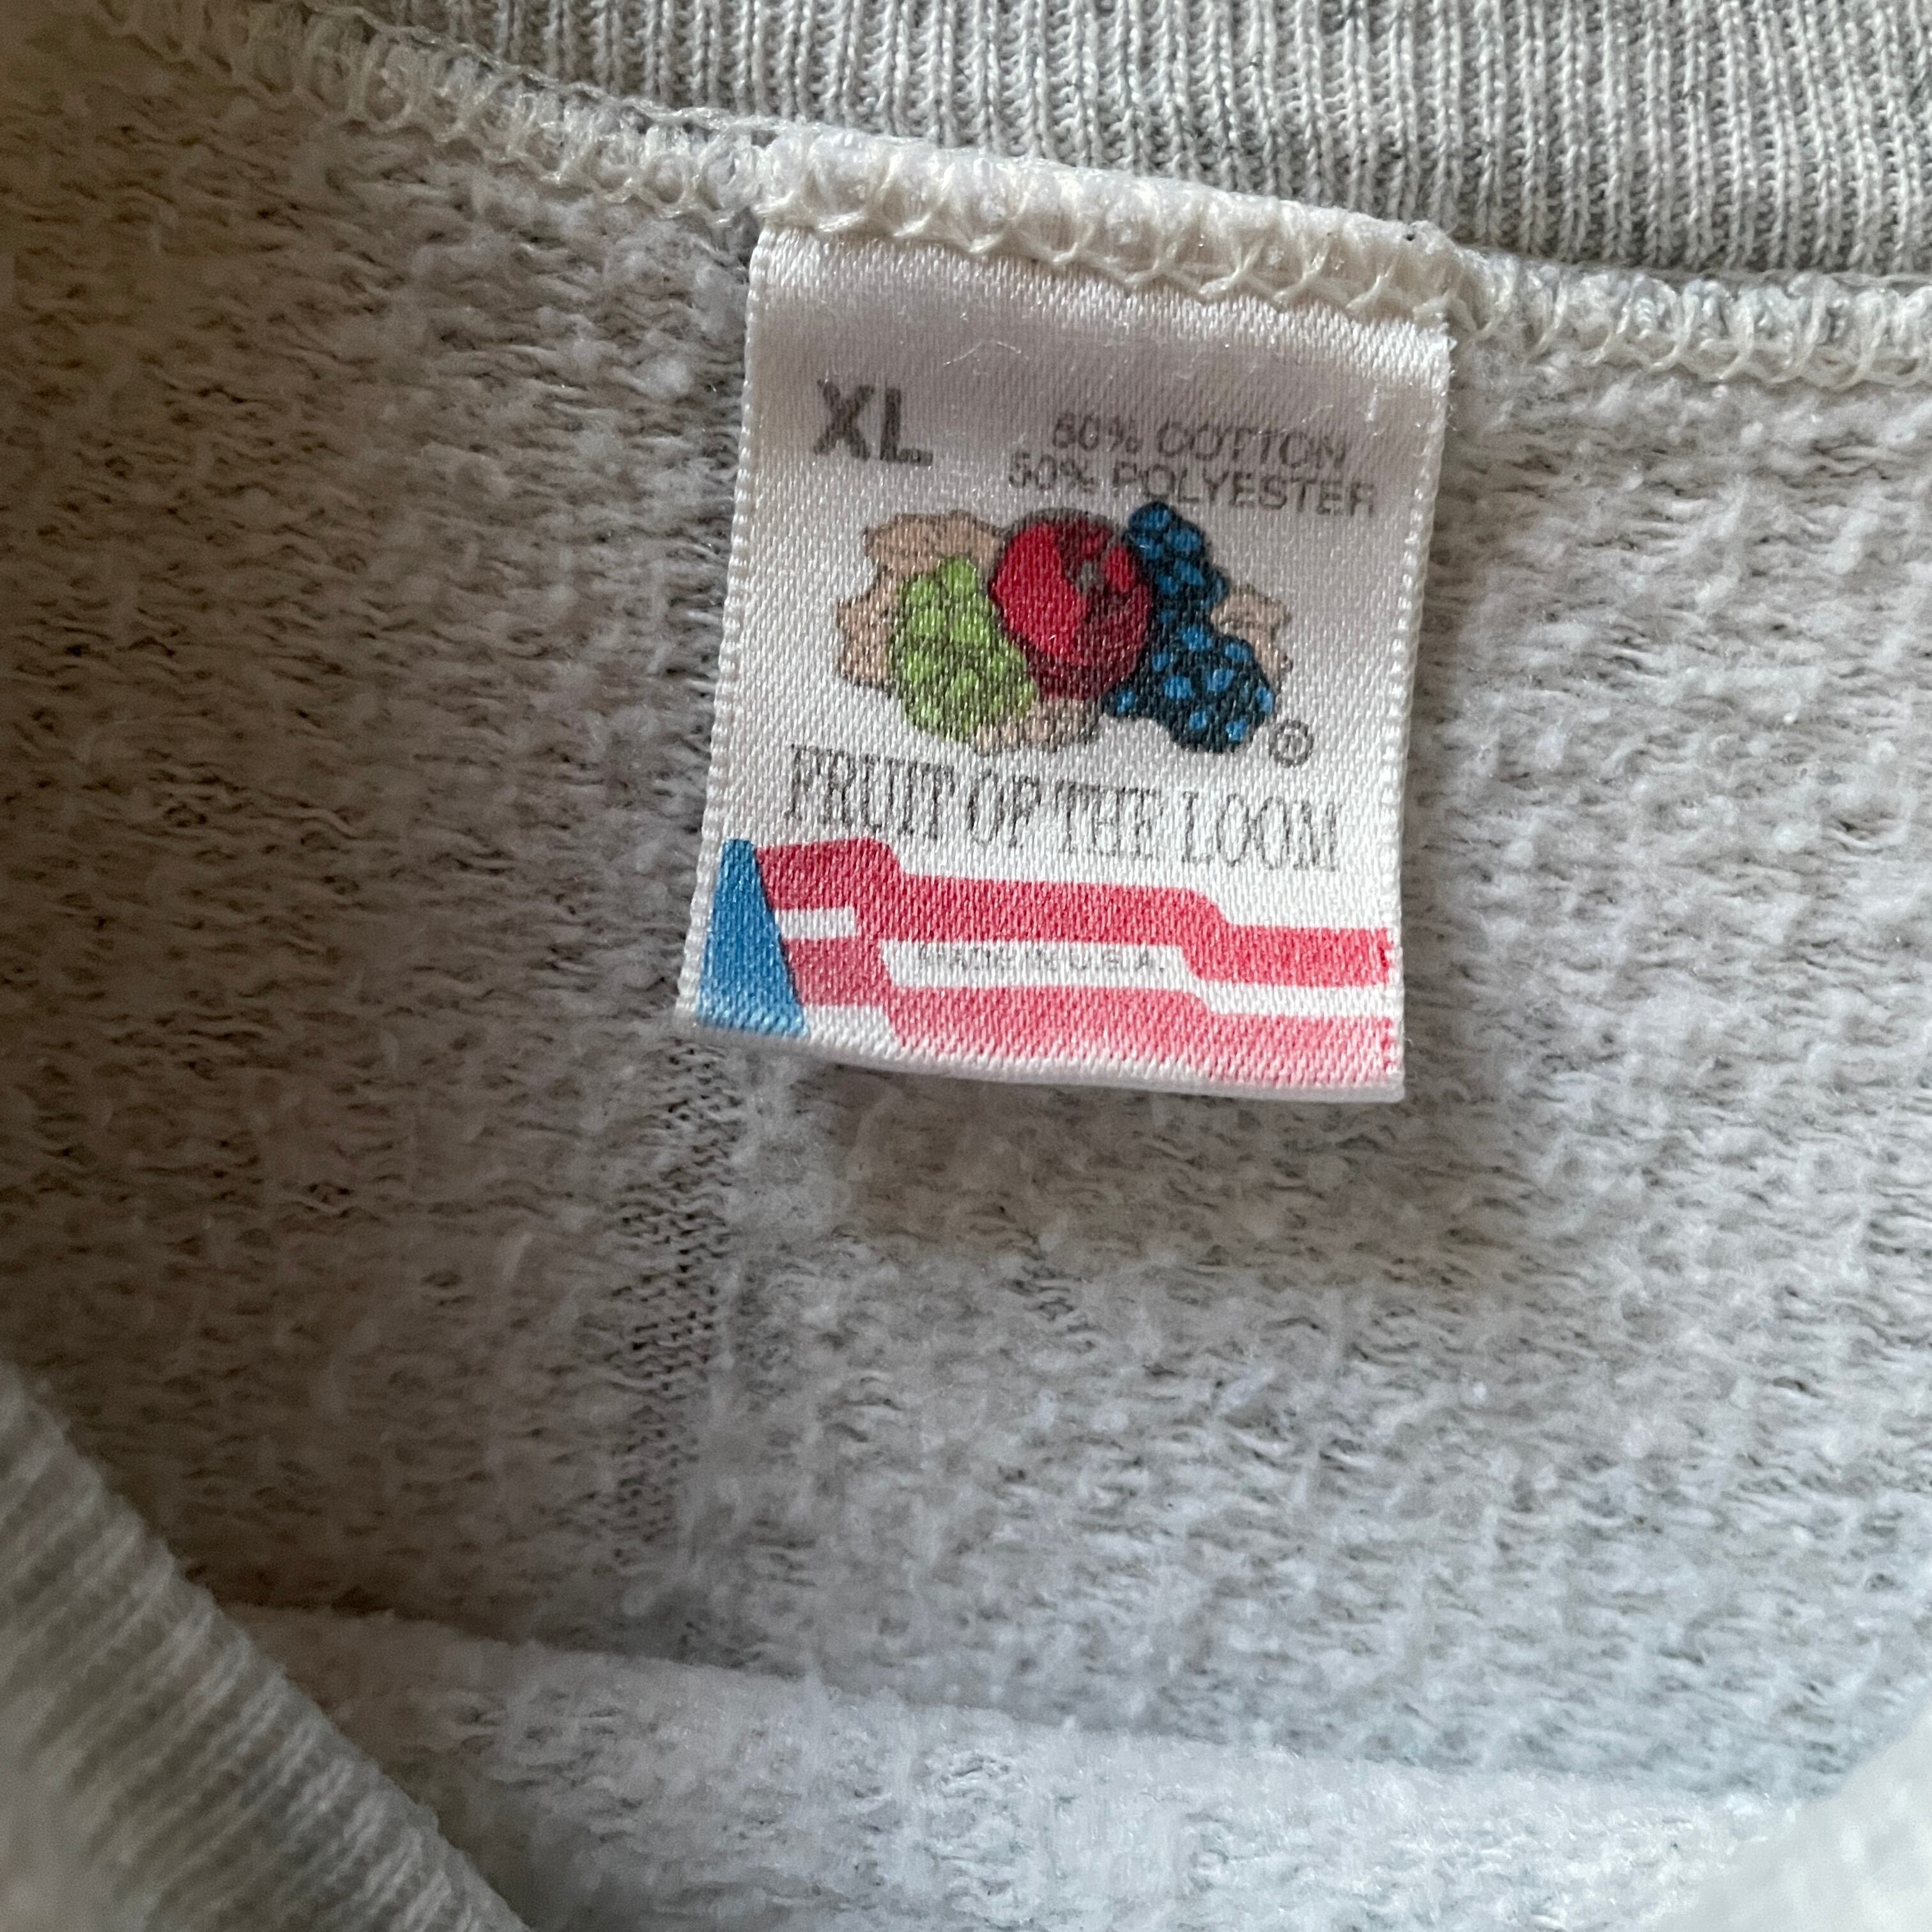 XL
50% COTTON
50% POLYESTER
®
FRUIT OF THE LOOM
MADE IN U.S.A.